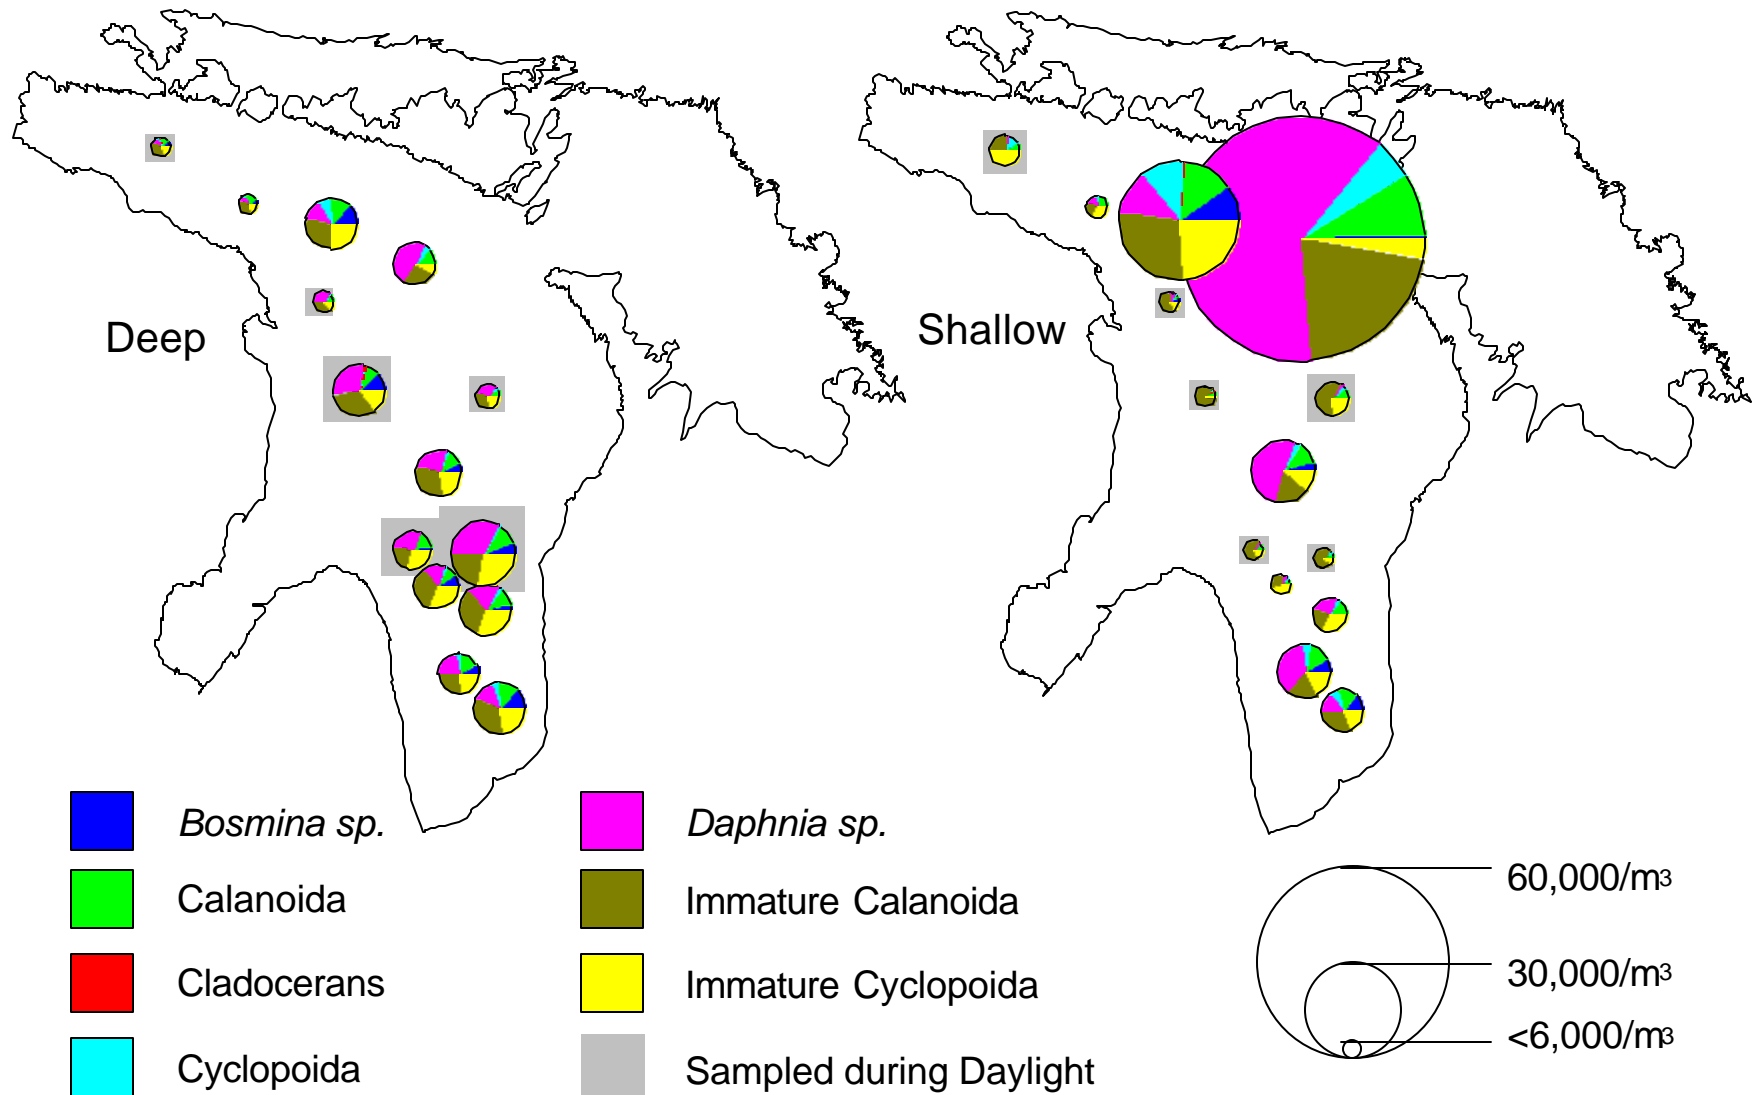 Deep
Shallow
Bosmina sp.
Daphnia sp.
Calanoida
Immature Calanoida
Cladocerans
Immature Cyclopoida
Cyclopoida
Sampled during Daylight
60,000/m3
30,000/m3
<6,000/m3